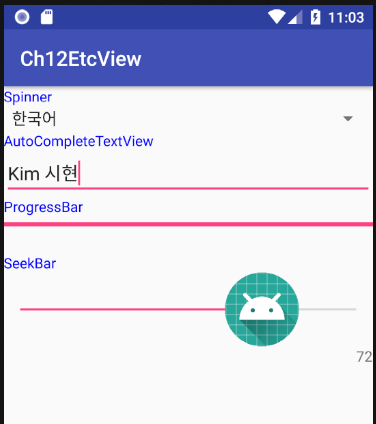 11:03
Ch12EtcView
Spinner
한국어
AutoCompleteTextView
Kim 시현
ProgressBar
SeekBar
72